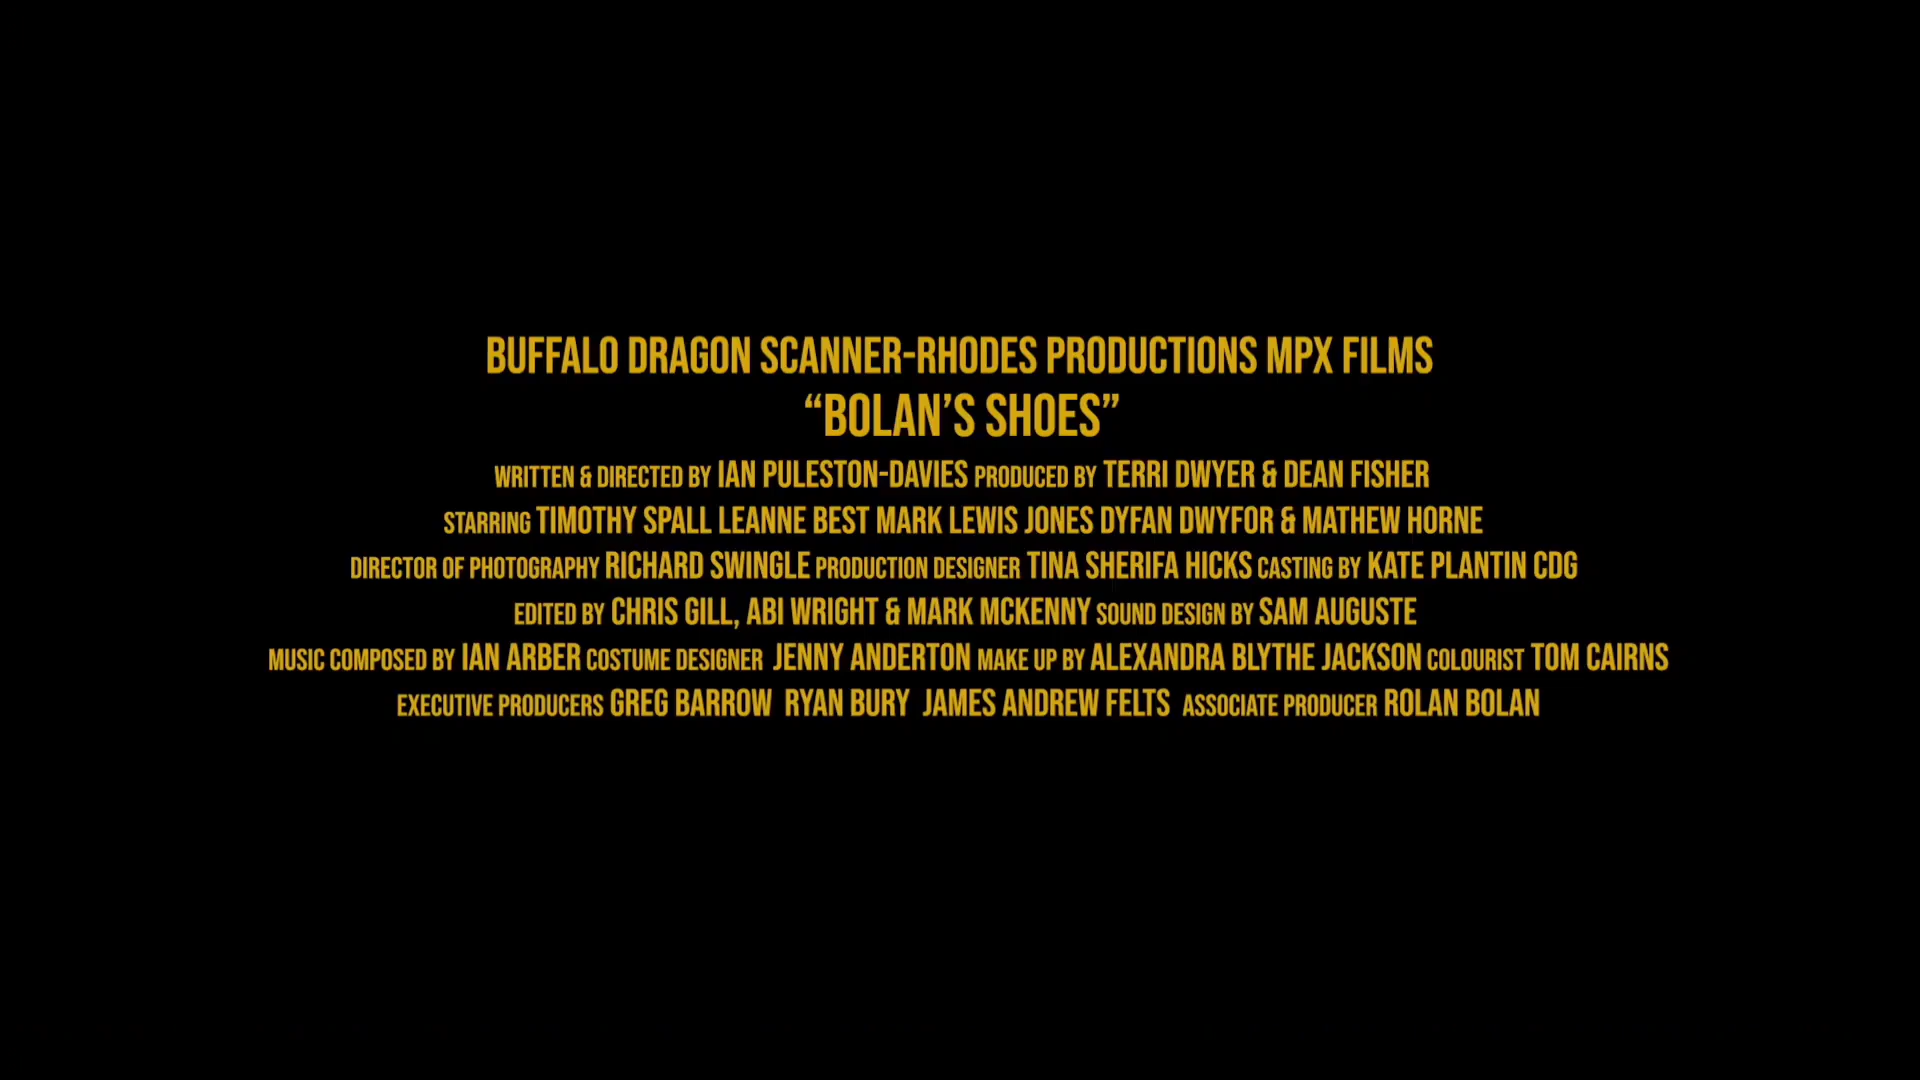 BUFFALO DRAGON SCANNER-RHODES PRODUCTIONS MPX FILMS
“BOLAN’S SHOES”
WRITTEN & DIRECTED BY IAN PULESTON-DAVIES PRODUCED BY TERRI DWYER & DEAN FISHER
STARRING TIMOTHY SPALL LEANNE BEST MARK LEWIS JONES DYFAN DWYFOR & MATHEW HORNE
DIRECTOR OF PHOTOGRAPHY RICHARD SWINGLE PRODUCTION DESIGNER TINA SHERIFA HICKS CASTING BY KATE PLANTIN CDG
EDITED BY CHRIS GILL, ABI WRIGHT & MARK MCKENNY SOUND DESIGN BY SAM AUGUSTE
MUSIC COMPOSED BY IAN ARBER COSTUME DESIGNER JENNY ANDERTON MAKE UP BY ALEXANDRA BLYTHE JACKSON COLOURIST TOM CAIRNS
EXECUTIVE PRODUCERS GREG BARROW RYAN BURY JAMES ANDREW FELTS ASSOCIATE PRODUCER ROLAN BOLAN